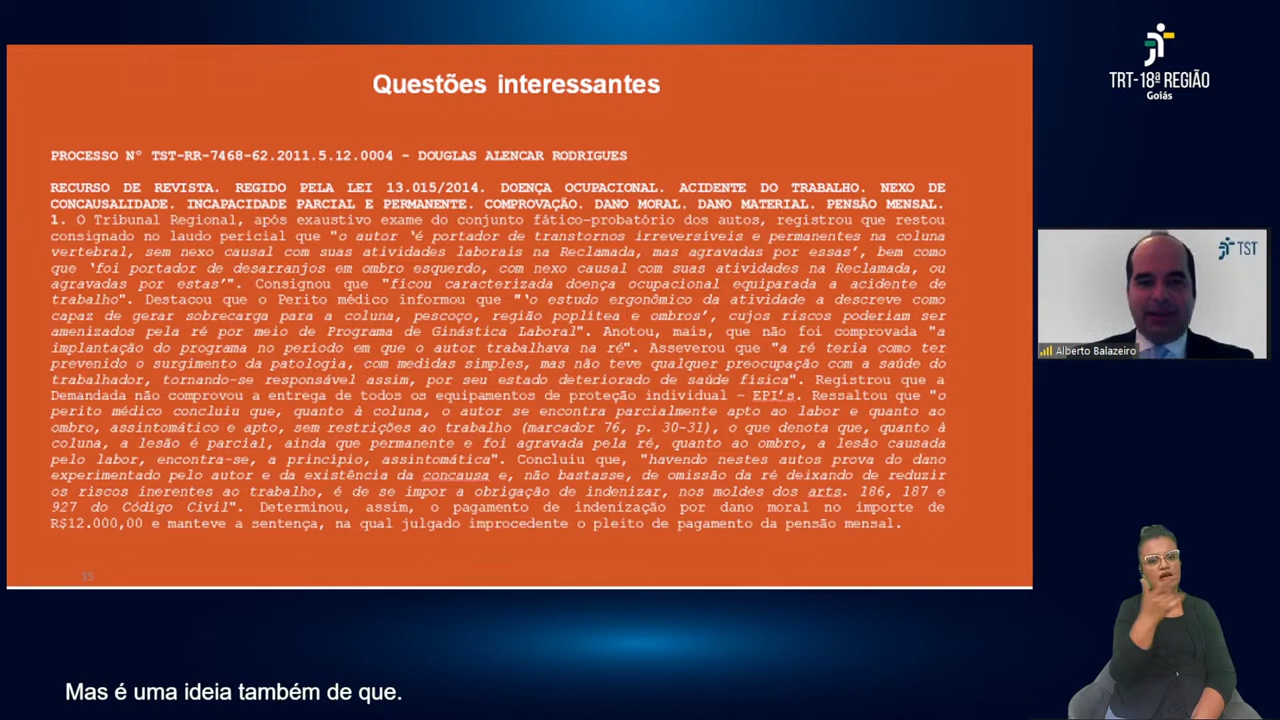 Questões interessantes
PROCESSO Nº TST-RR-7468-62.2011.5.12.0004 - DOUGLAS ALENCAR RODRIGUES
RECURSO DE REVISTA. REGIDO PELA LEI 13.015/2014. DOENÇA OCUPACIONAL. ACIDENTE DO TRABALHO. NEXO DE
CONCAUSALIDADE. INCAPACIDADE PARCIAL E PERMANENTE. COMPROVAÇÃO. DANO MORAL. DANO MATERIAL. PENSÃO MENSAL.
1. O Tribunal Regional, após exaustivo exame do conjunto fático-probatório dos autos, registrou que restou
consignado no laudo pericial que "o autor 'é portador de transtornos irreversíveis e permanentes na coluna
vertebral, sem nexo causal com suas atividades laborais na Reclamada, mas agravadas por essas', bem como
que 'foi portador de desarranjos em ombro esquerdo, com nexo causal com suas atividades na Reclamada, ou
agravadas por estas'". Consignou que "ficou caracterizada doença ocupacional equiparada a acidente de
trabalho". Destacou que o Perito médico informou que "'o estudo ergonômico da atividade a descreve como
capaz de gerar sobrecarga para a coluna, pescoço, região poplítea e ombros', cujos riscos poderiam ser
amenizados pela ré por meio de Programa de Ginástica Laboral". Anotou, mais, que não foi comprovada "a
implantação do programa no período em que o autor trabalhava na ré". Asseverou que "a ré teria como ter
prevenido o surgimento da patologia, com medidas simples, mas não teve qualquer preocupação com a saúde do
trabalhador, tornando-se responsável assim, por seu estado deteriorado de saúde física". Registrou que a
Demandada não comprovou a entrega de todos os equipamentos de proteção individual - EPI's. Ressaltou que "o
perito médico concluiu que, quanto à coluna, o autor se encontra parcialmente apto ao labor e quanto ao
ombro, assintomático e apto, sem restrições ao trabalho (marcador 76, p. 30-31), o que denota que, quanto à
coluna, a lesão é parcial, ainda que permanente e foi agravada pela ré, quanto ao ombro, a lesão causada
pelo labor, encontra-se, a princípio, assintomática". Concluiu que, "havendo nestes autos prova do dano
experimentado pelo autor e da existência da concausa e, não bastasse, de omissão da ré deixando de reduzir
os riscos inerentes ao trabalho, é de se impor a obrigação de indenizar, nos moldes dos arts. 186, 187 e
927 do Código Civil". Determinou, assim, o pagamento de indenização por dano moral no importe de
R$12.000,00 e manteve a sentença, na qual julgado improcedente o pleito de pagamento da pensão mensal.
35
TRT-18ª REGIÃO
Goiás
TST
Alberto Balazeiro
Mas é uma ideia também de que.